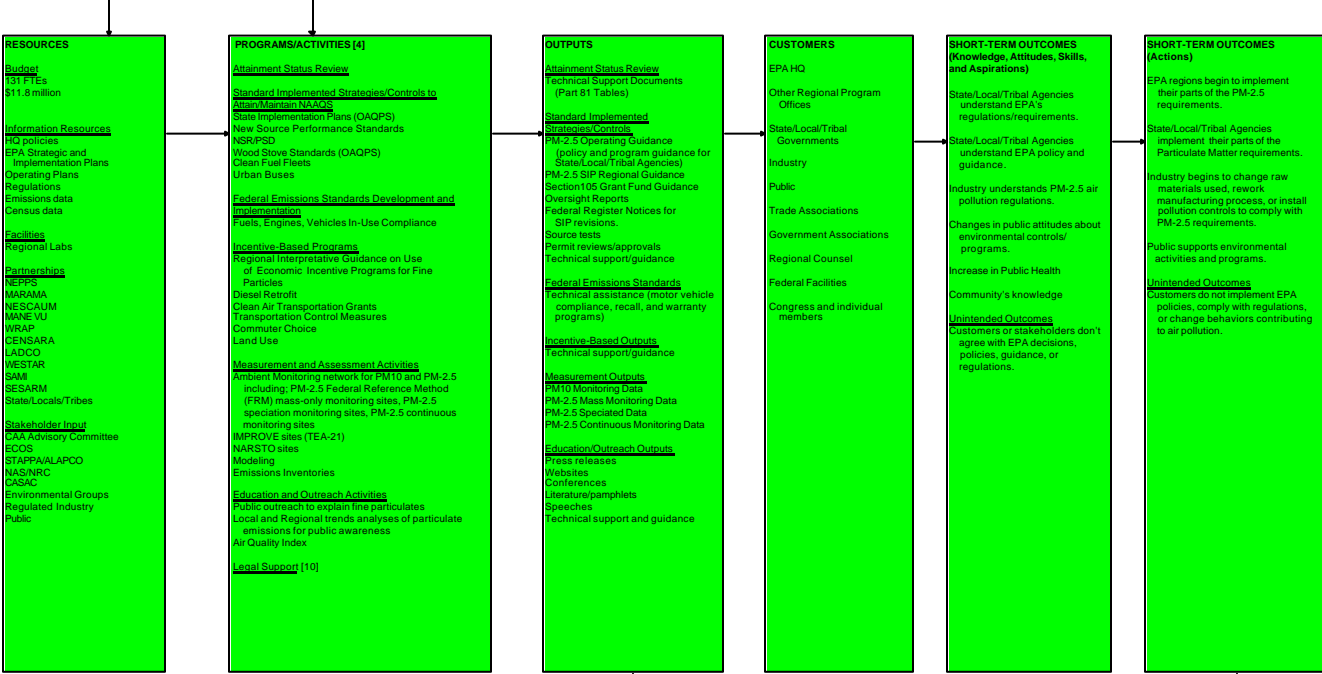 RESOURCES
Budget
131 FTEs
$11.8 million
Information Resources
HQ policies
EPA Strategic and
Implementation Plans
Operating Plans
Regulations
Emissions data
Census data
Facilities
Regional Labs
Partnerships
NEPPS
MARAMA
NESCAUM
MANE VU
WRAP
CENSARA
LADCO
WESTAR
SAMI
SESARM
State/Locals/Tribes
Stakeholder Input
CAA Advisory Committee
ECOS
STAPPA/ALAPCO
NAS/NRC
CASAC
Environmental Groups
Regulated Industry
Public
PROGRAMS/ACTIVITIES [4]
Attainment Status Review
Standard Implemented Strategies/Controls to
Attain/Maintain NAAQS
State Implementation Plans (OAQPS)
New Source Performance Standards
NSR/PSD
Wood Stove Standards (OAQPS)
Clean Fuel Fleets
Urban Buses
Federal Emissions Standards Development and
Implementation
Fuels, Engines, Vehicles In-Use Compliance
Incentive-Based Programs
Regional Interpretative Guidance on Use
of Economic Incentive Programs for Fine
Particles
Diesel Retrofit
Clean Air Transportation Grants
Transportation Control Measures
Commuter Choice
Land Use
Measurement and Assessment Activities
Ambient Monitoring network for PM10 and PM-2.5
including; PM-2.5 Federal Reference Method
(FRM) mass-only monitoring sites, PM-2.5
speciation monitoring sites, PM-2.5 continuous
monitoring sites
IMPROVE sites (TEA-21)
NARSTO sites
Modeling
Emissions Inventories
Education and Outreach Activities
Public outreach to explain fine particulates
Local and Regional trends analyses of particulate
emissions for public awareness
Air Quality Index
Legal Support [10]
OUTPUTS
Attainment Status Review
Technical Support Documents
(Part 81 Tables)
Standard Implemented
Strategies/Controls
PM-2.5 Operating Guidance
(policy and program guidance for
State/Local/Tribal Agencies)
PM-2.5 SIP Regional Guidance
Section105 Grant Fund Guidance
Oversight Reports
Federal Register Notices for
SIP revisions.
Source tests
Permit reviews/approvals
Technical support/guidance
Federal Emissions Standards
Technical assistance (motor vehicle
compliance, recall, and warranty
programs)
Incentive-Based Outputs
Technical support/guidance
Measurement Outputs
PM10 Monitoring Data
PM-2.5 Mass Monitoring Data
PM-2.5 Speciated Data
PM-2.5 Continuous Monitoring Data
Education/Outreach Outputs
Press releases
Websites
Conferences
Literature/pamphlets
Speeches
Technical support and guidance
CUSTOMERS
EPA HQ
Other Regional Program
Offices
State/Local/Tribal
Governments
Industry
Public
Trade Associations
Government Associations
Regional Counsel
Federal Facilities
Congress and individual
members
SHORT-TERM OUTCOMES
(Knowledge, Attitudes, Skills,
and Aspirations)
State/Local/Tribal Agencies
understand EPA's
regulations/requirements.
State/Local/Tribal Agencies
understand EPA policy and
guidance.
Industry understands PM-2.5 air
pollution regulations.
Changes in public attitudes about
environmental controls/
programs.
Increase in Public Health
Community's knowledge
Unintended Outcomes
Customers or stakeholders don't
agree with EPA decisions,
policies, guidance, or
regulations.
SHORT-TERM OUTCOMES
(Actions)
EPA regions begin to implement
their parts of the PM-2.5
requirements.
State/Local/Tribal Agencies
implement their parts of the
Particulate Matter requirements.
Industry begins to change raw
materials used, rework
manufacturing process, or install
pollution controls to comply with
PM-2.5 requirements.
Public supports environmental
activities and programs.
Unintended Outcomes
Customers do not implement EPA
policies, comply with regulations,
or change behaviors contributing
to air pollution.